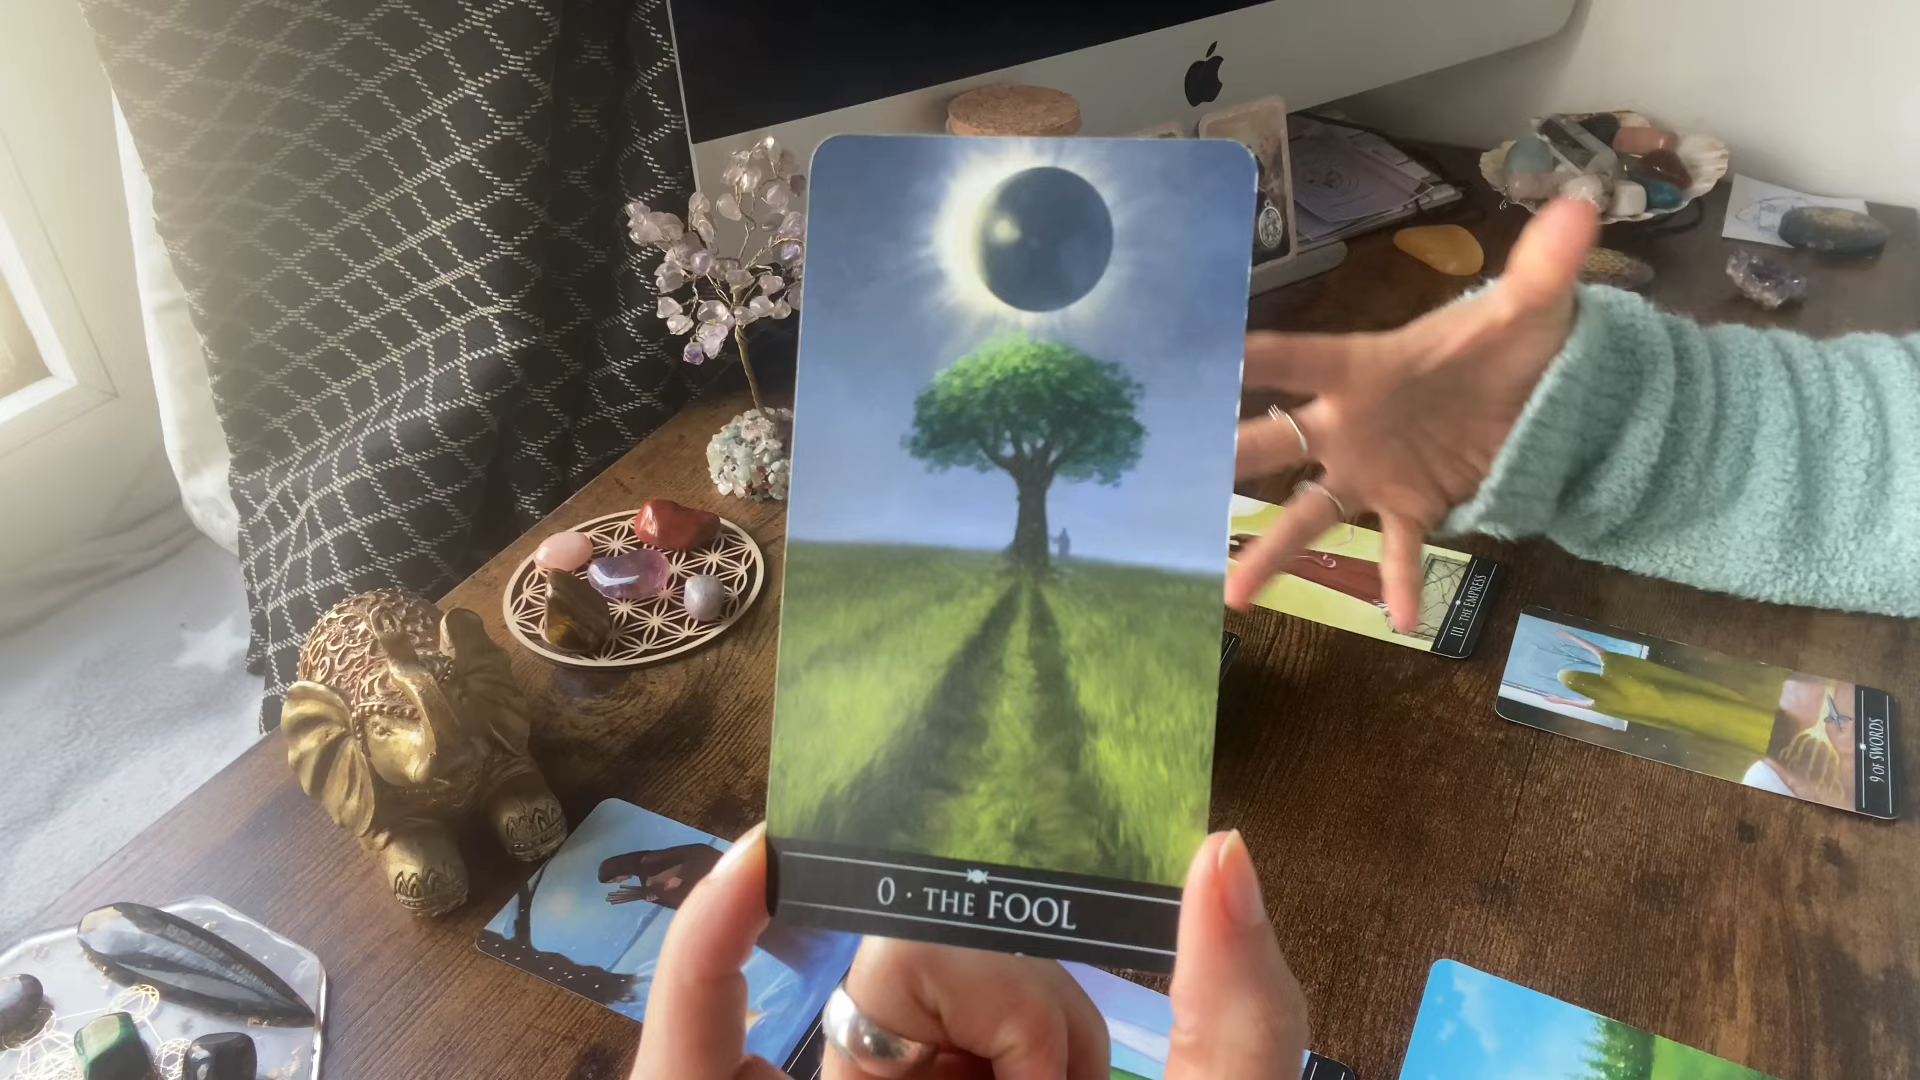 0 · THE FOOL
III · THE EMPRESS
9 OF SWORDS